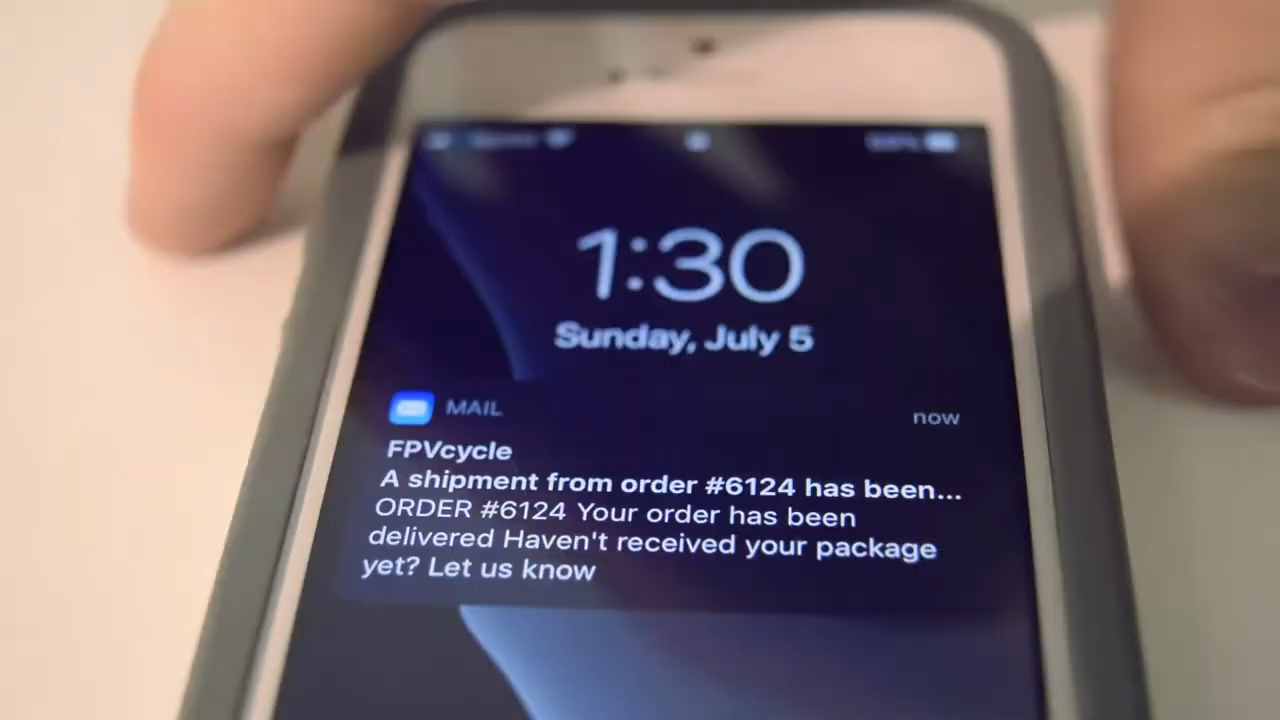 1:30
Sunday, July 5
MAIL
now
FPVcycle
A shipment from order #6124 has been...
ORDER #6124 Your order has been
delivered Haven't received your package
yet? Let us know